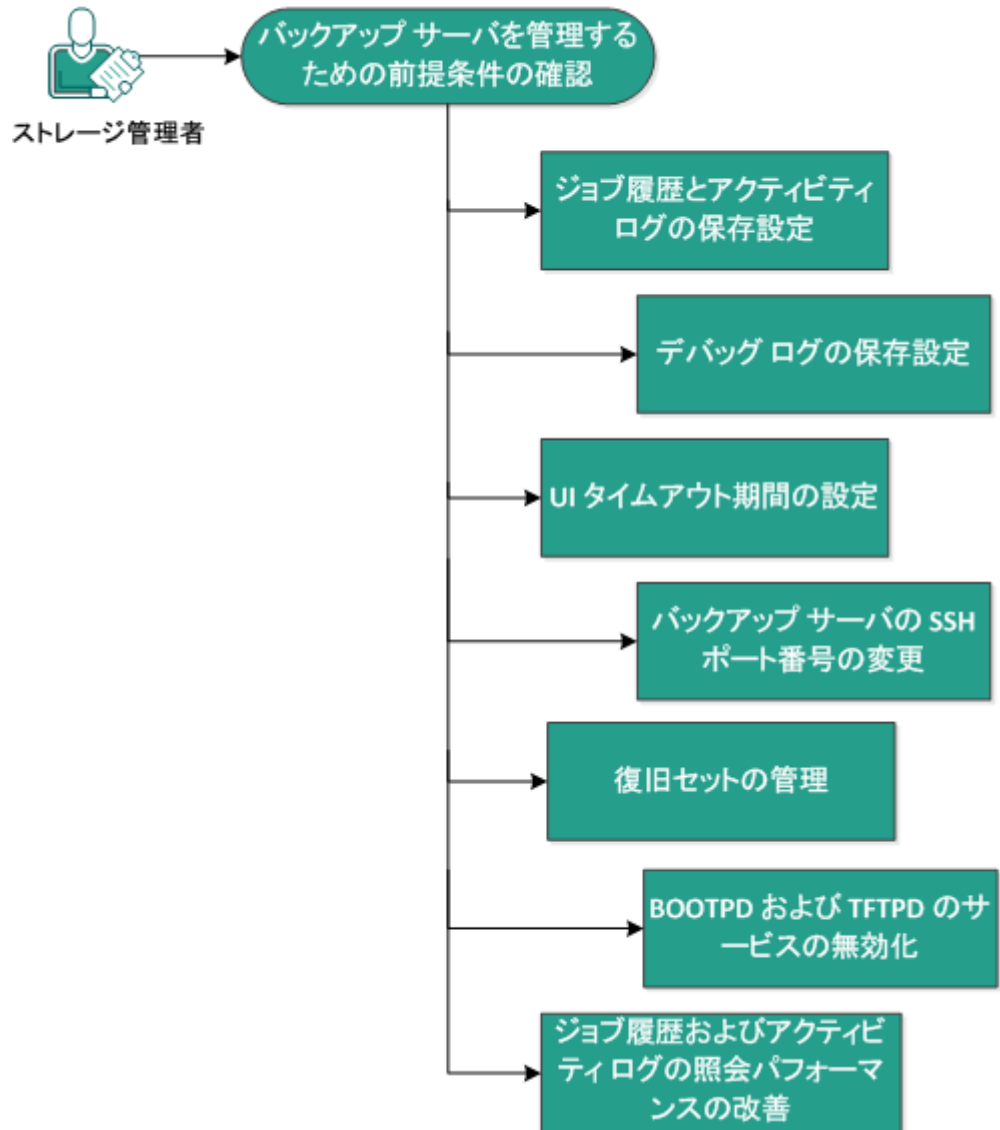 バックアップ サーバを管理する
ための前提条件の確認
ストレージ管理者
ジョブ履歴とアクティビティ
ログの保存設定
デバッグ ログの保存設定
UI タイムアウト期間の設定
バックアップ サーバの SSH
ポート番号の変更
復旧セットの管理
BOOTPD および TFTPD のサ
ービスの無効化
ジョブ履歴およびアクティビ
ティ ログの照会パフォーマ
ンスの改善